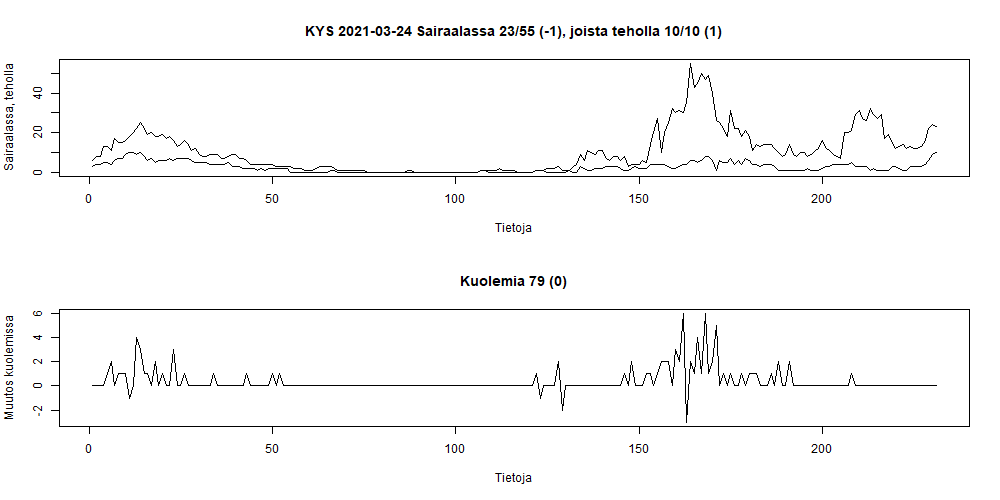 KYS 2021-03-24 Sairaalassa 23/55 (-1), joista teholla 10/10 (1)
Sairaalassa, teholla
40
20
0
0 50 100 150 200
Tietoja
Kuolemia 79 (0)
Muutos kuolemissa
6
4
2
0
-2
0 50 100 150 200
Tietoja